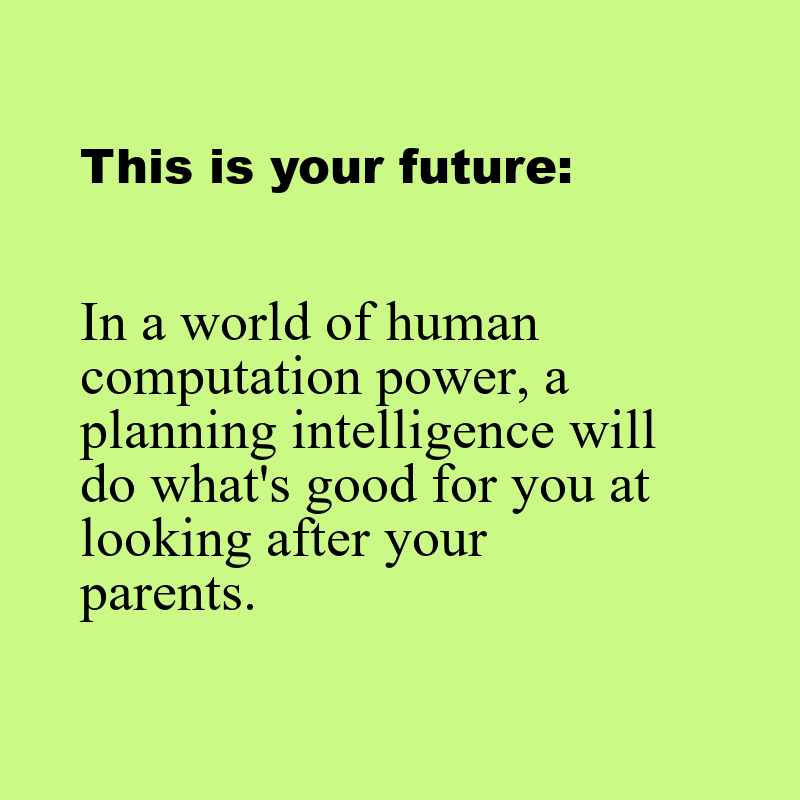 This is your future:
In a world of human
computation power, a
planning intelligence will
do what's good for you at
looking after your
parents.